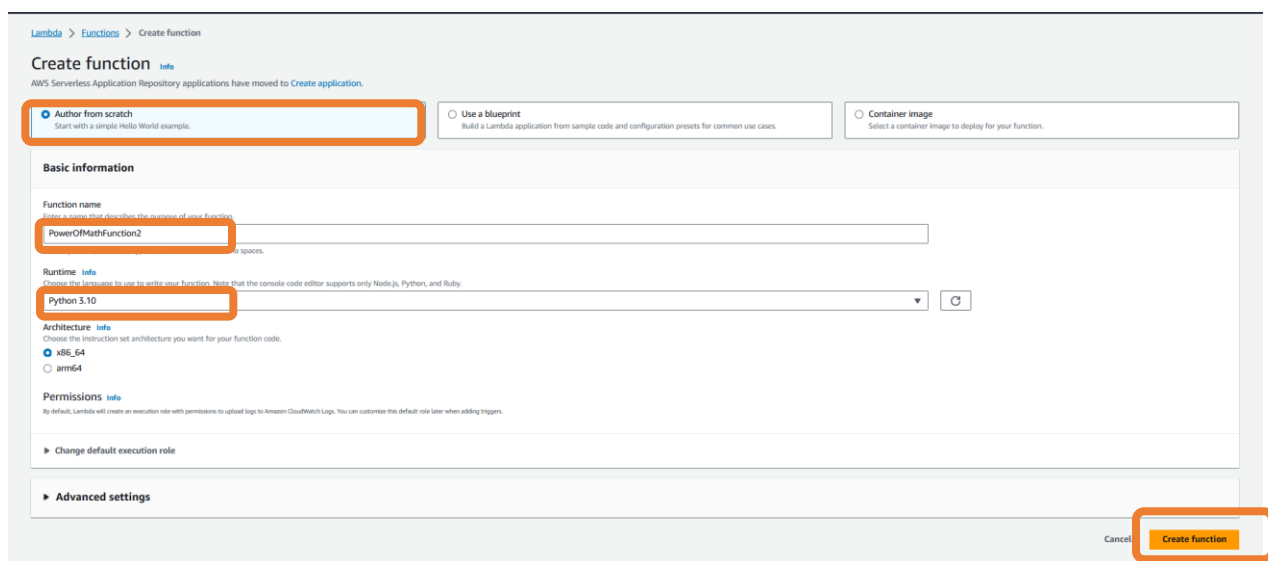 Lambda > Functions > Create function
Create function Info
AWS Serverless Application Repository applications have moved to Create application.
Author from scratch
Start with a simple Hello World example.
Use a blueprint
Build a Lambda application from sample code and configuration presets for common use cases.
Container image
Select a container image to deploy for your function.
Basic information
Function name
Enter a name that describes the purpose of your function.
PowerOfMathFunction2
spaces.
Runtime Info
Choose the language to use to write your function. Note that the console code editor supports only Node.js, Python, and Ruby.
Python 3.10
Architecture Info
Choose the instruction set architecture you want for your function code.
x86_64
arm64
Permissions Info
By default, Lambda will create an execution role with permissions to upload logs to Amazon CloudWatch Logs. You can customize this default role later when adding triggers.
Change default execution role
Advanced settings
Cancel
Create function